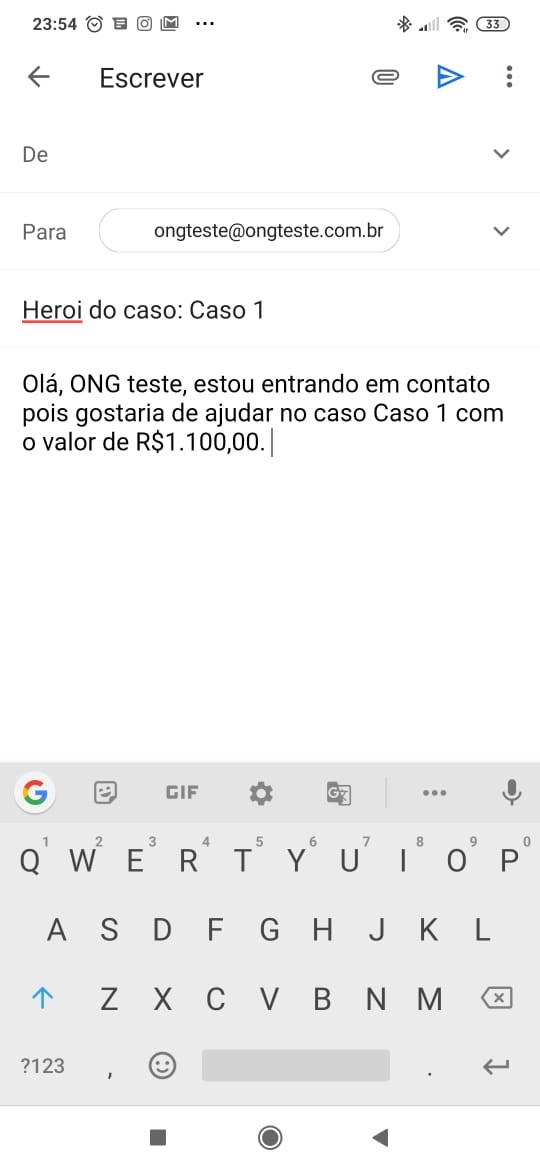 23:54 33
Escrever
De
Para ongteste@ongteste.com.br
Heroi do caso: Caso 1
Olá, ONG teste, estou entrando em contato
pois gostaria de ajudar no caso Caso 1 com
o valor de R$1.100,00.
G GIF G
1 2 3 4 5 6 7 8 9 0
Q W E R T Y U I O P
A S D F G H J K L
Z X C V B N M
?123 , .